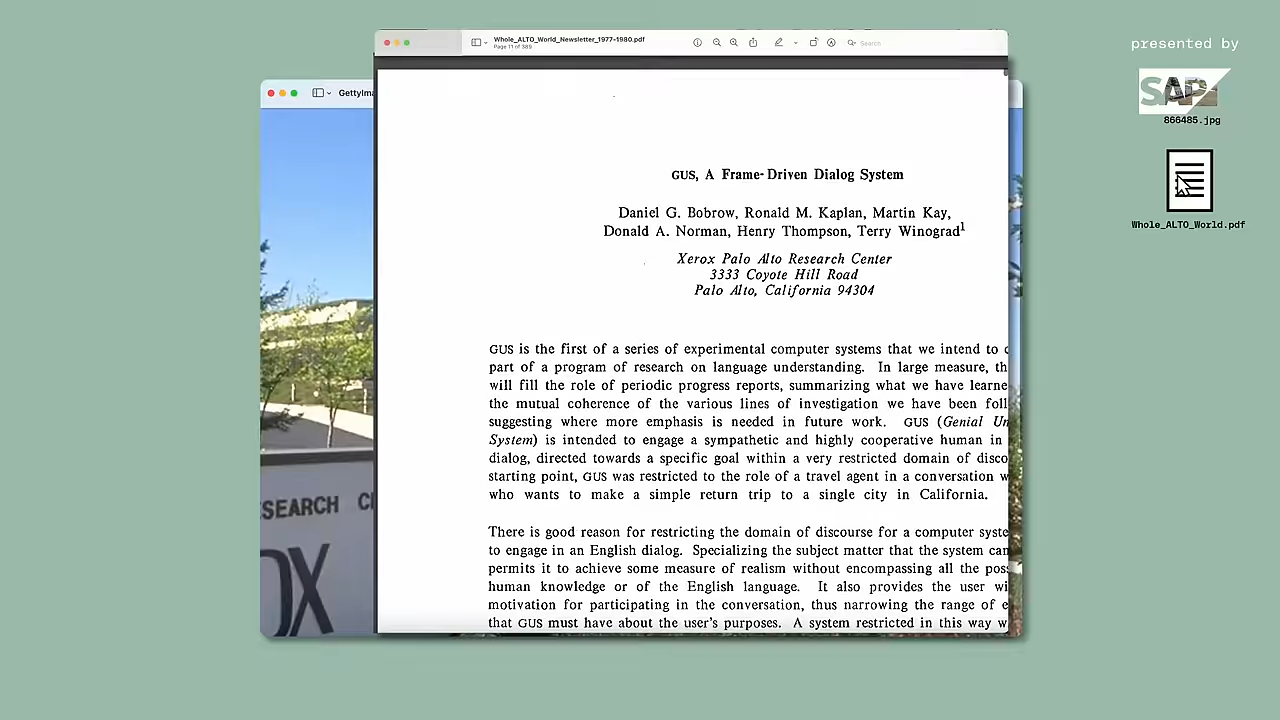 presented by
SAP
866485.jpg
Whole_ALTO_World.pdf
Whole_ALTO_World_Newsletter_1977-1980.pdf
Page 11 of 389
Search
GUS, A Frame-Driven Dialog System
Daniel G. Bobrow, Ronald M. Kaplan, Martin Kay,
Donald A. Norman, Henry Thompson, Terry Winograd1
Xerox Palo Alto Research Center
3333 Coyote Hill Road
Palo Alto, California 94304
GUS is the first of a series of experimental computer systems that we intend to
part of a program of research on language understanding. In large measure,
will fill the role of periodic progress reports, summarizing what we have
the mutual coherence of the various lines of investigation we have been
suggesting where more emphasis is needed in future work. GUS (Genial
System) is intended to engage a sympathetic and highly cooperative human in
dialog, directed towards a specific goal within a very restricted domain of
starting point, GUS was restricted to the role of a travel agent in a conversation
who wants to make a simple return trip to a single city in California.
There is good reason for restricting the domain of discourse for a computer
to engage in an English dialog. Specializing the subject matter that the system can
permits it to achieve some measure of realism without encompassing all the
human knowledge or of the English language. It also provides the user
motivation for participating in the conversation, thus narrowing the range of
that GUS must have about the user's purposes. A system restricted in this way